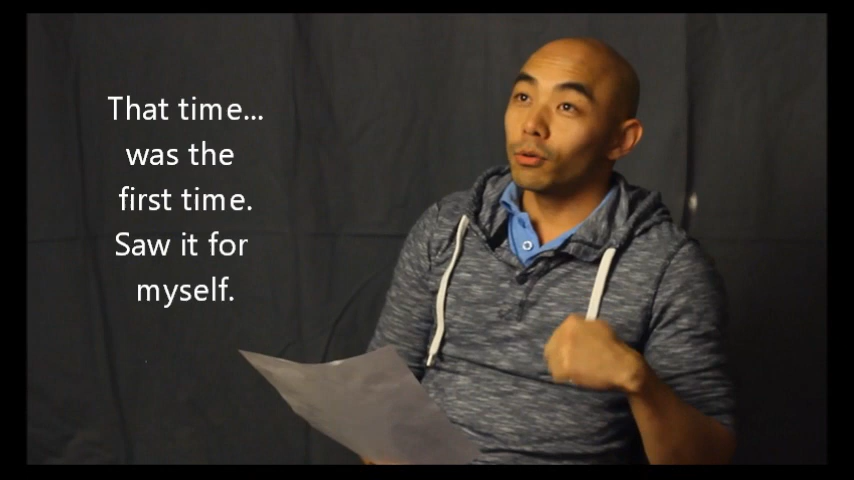 That time...
was the
first time.
Saw it for
myself.